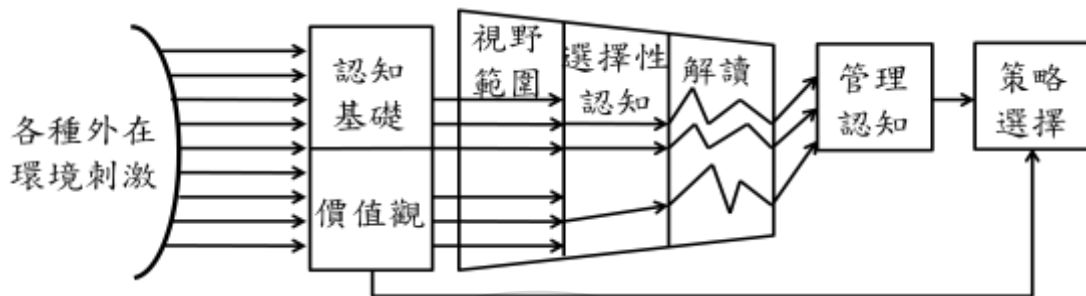 各種外在
環境刺激
認知
基礎
價值觀
視野
範圍
選擇性
認知
解讀
管理
認知
策略
選擇